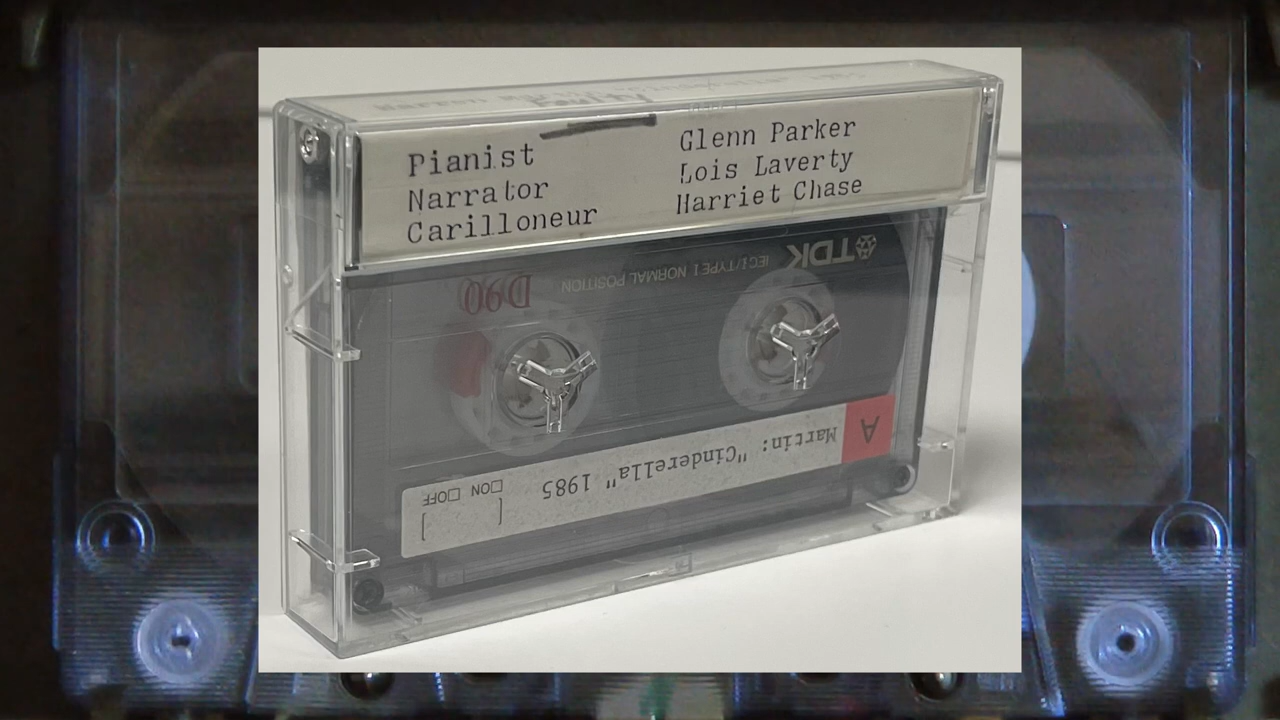 Pianist Glenn Parker
Narrator Lois Laverty
Carilloneur Harriet Chase
TDK IEC I/TYPE I NORMAL POSITION D90
A Martin: "Cinderella" 1985
☐ON ☐OFF